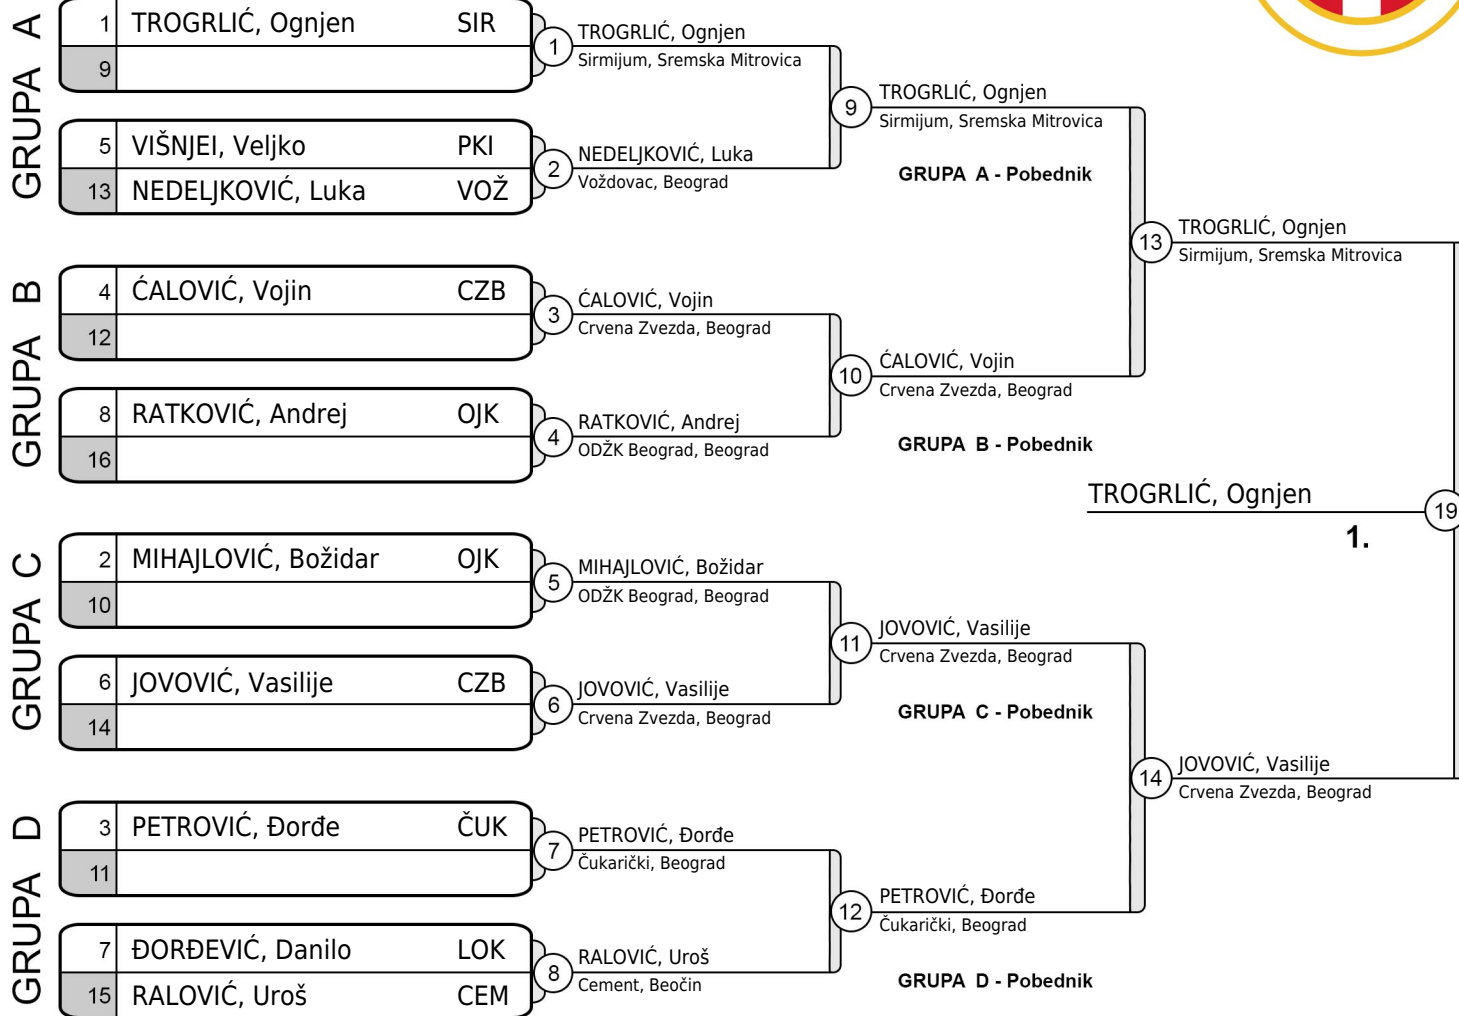 GRUPA A
1 TROGRLIĆ, Ognjen SIR
9
5 VIŠNJEI, Veljko PKI
13 NEDELJKOVIĆ, Luka VOŽ
GRUPA B
4 ĆALOVIĆ, Vojin CZB
12
8 RATKOVIĆ, Andrej OJK
16
GRUPA C
2 MIHAJLOVIĆ, Božidar OJK
10
6 JOVOVIĆ, Vasilije CZB
14
GRUPA D
3 PETROVIĆ, Đorđe ČUK
11
7 ĐORĐEVIĆ, Danilo LOK
15 RALOVIĆ, Uroš CEM
1 TROGRLIĆ, Ognjen
Sirmijum, Sremska Mitrovica
2 NEDELJKOVIĆ, Luka
Voždovac, Beograd
3 ĆALOVIĆ, Vojin
Crvena Zvezda, Beograd
4 RATKOVIĆ, Andrej
ODŽK Beograd, Beograd
5 MIHAJLOVIĆ, Božidar
ODŽK Beograd, Beograd
6 JOVOVIĆ, Vasilije
Crvena Zvezda, Beograd
7 PETROVIĆ, Đorđe
Čukarički, Beograd
8 RALOVIĆ, Uroš
Cement, Beočin
9 TROGRLIĆ, Ognjen
Sirmijum, Sremska Mitrovica
GRUPA A - Pobednik
10 ĆALOVIĆ, Vojin
Crvena Zvezda, Beograd
GRUPA B - Pobednik
11 JOVOVIĆ, Vasilije
Crvena Zvezda, Beograd
GRUPA C - Pobednik
12 PETROVIĆ, Đorđe
Čukarički, Beograd
GRUPA D - Pobednik
13 TROGRLIĆ, Ognjen
Sirmijum, Sremska Mitrovica
14 JOVOVIĆ, Vasilije
Crvena Zvezda, Beograd
TROGRLIĆ, Ognjen 19
1.